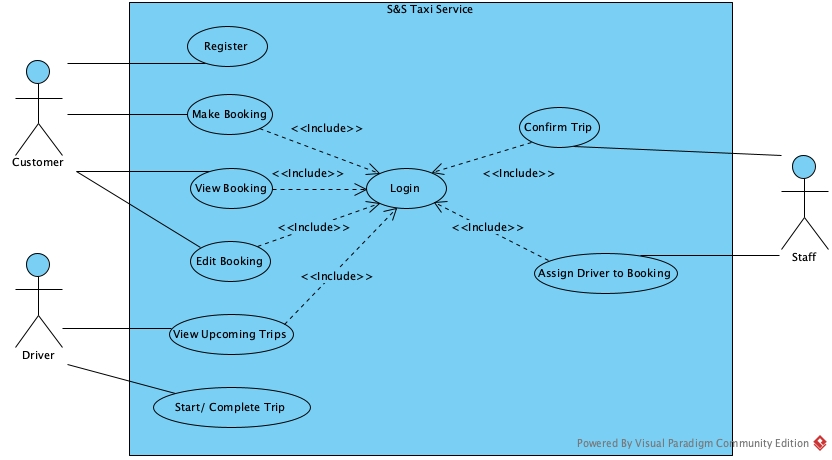 S&S Taxi Service
Register
Make Booking
<<Include>>
Confirm Trip
Customer
<<Include>>
<<Include>>
View Booking
Login
<<Include>>
<<Include>>
Edit Booking
Staff
<<Include>>
Assign Driver to Booking
View Upcoming Trips
Driver
Start/ Complete Trip
Powered By Visual Paradigm Community Edition